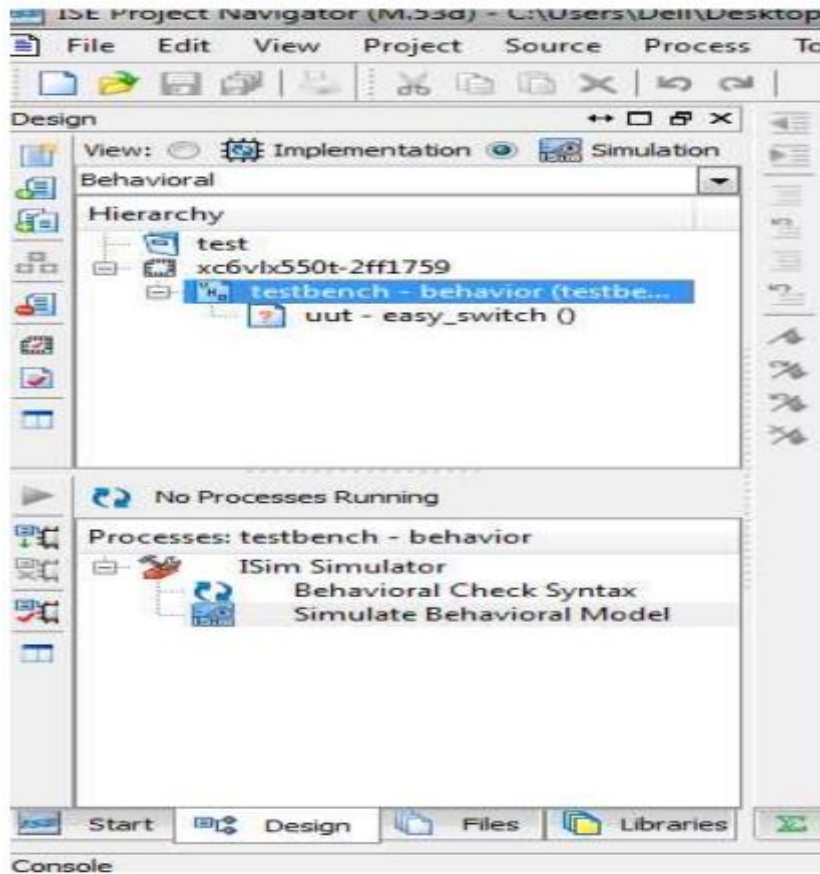 ISE Project Navigator (M.53d) - C:\Users\Dell\Desktop
File Edit View Project Source Process To
Design
View: Implementation Simulation
Behavioral
Hierarchy
test
xc6vlx550t-2ff1759
testbench - behavior (testbe...
uut - easy_switch ()
No Processes Running
Processes: testbench - behavior
ISim Simulator
Behavioral Check Syntax
Simulate Behavioral Model
Start Design Files Libraries
Console